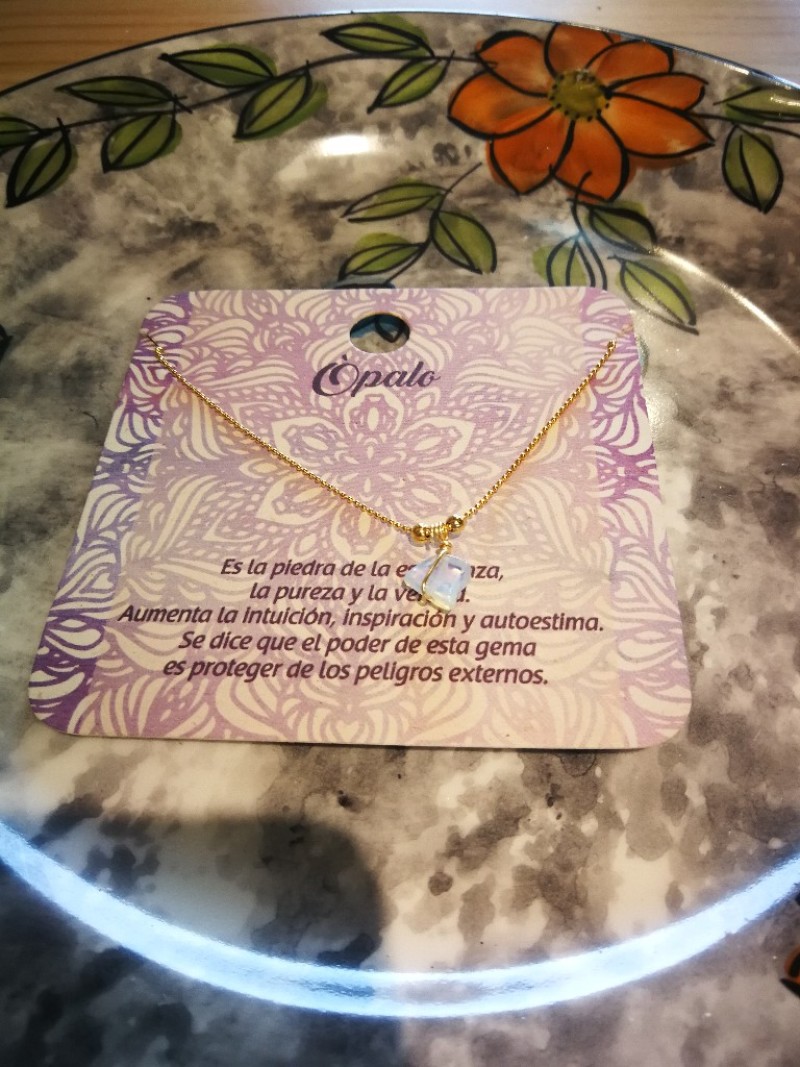 Òpalo
Es la piedra de la
la pureza y la
Aumenta la intuición, inspiración y autoestima.
Se dice que el poder de esta gema
es proteger de los peligros externos.